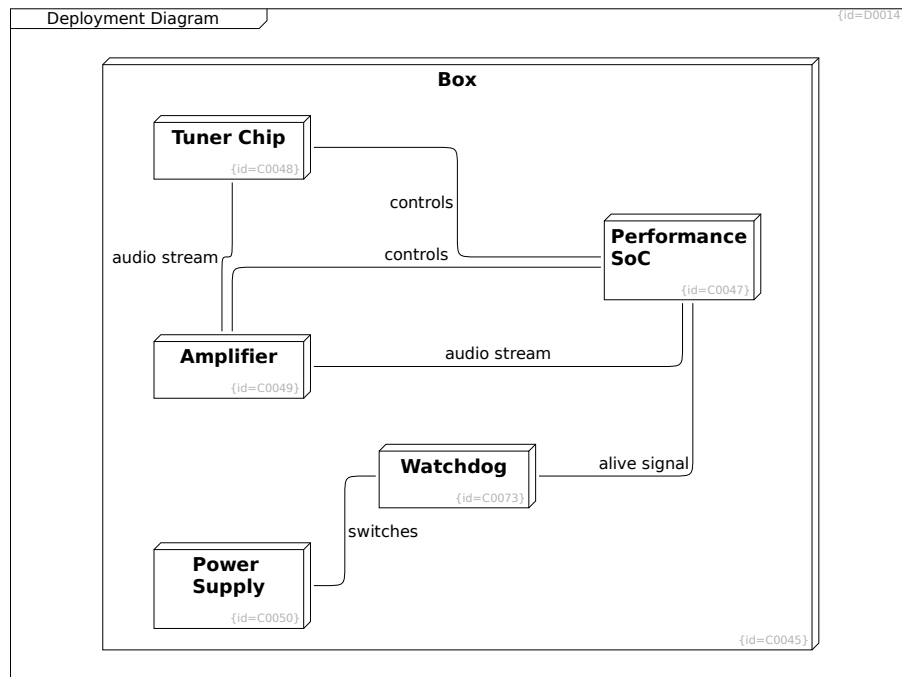 Deployment Diagram
{id=D0014}
Box
Tuner Chip
{id=C0048}
controls
Performance
SoC
{id=C0047}
audio stream
controls
Amplifier
{id=C0049}
audio stream
Watchdog
{id=C0073}
alive signal
switches
Power
Supply
{id=C0050}
{id=C0045}